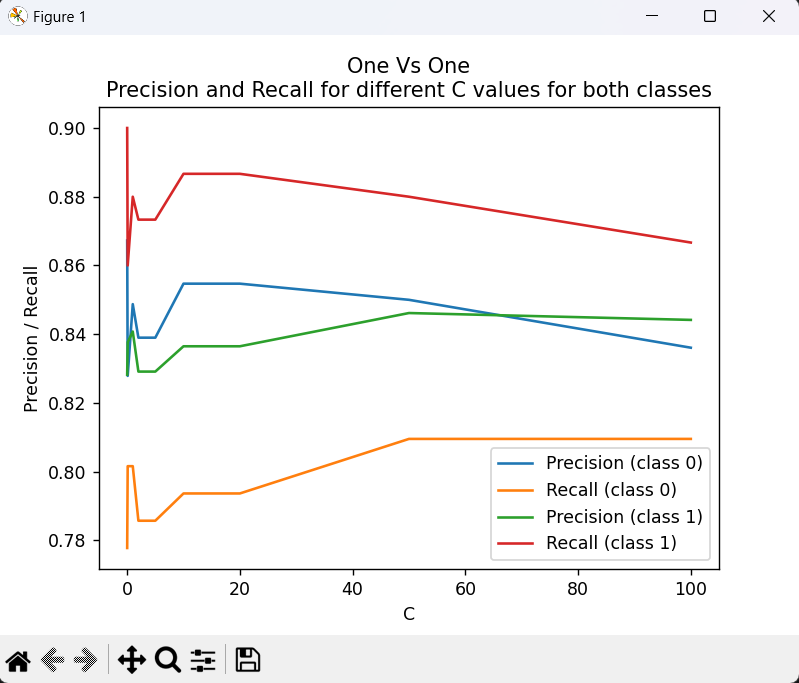 Figure 1
One Vs One
Precision and Recall for different C values for both classes
0.90
0.88
0.86
0.84
0.82
0.80
0.78
Precision / Recall
Precision (class 0)
Recall (class 0)
Precision (class 1)
Recall (class 1)
0 20 40 60 80 100
C